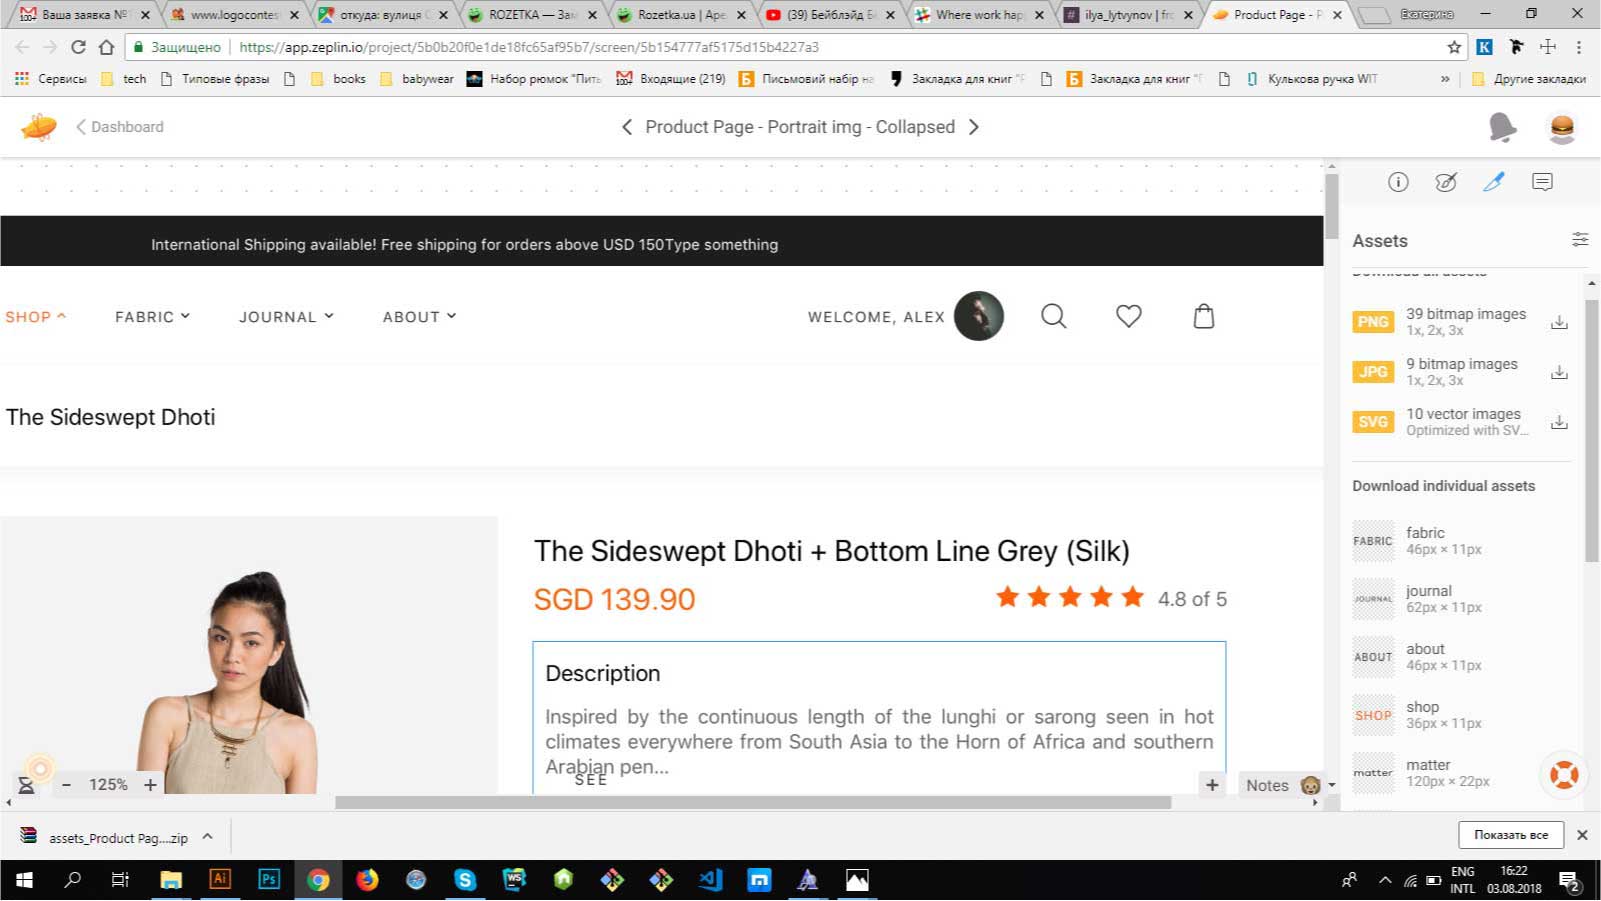 Ваша заявка №
www.logocontes
откуда: вулиця
ROZETKA — Зам
Rozetka.ua | Аре
(39) Бейблэйд Б
Where work hap
ilya_lytvynov | fro
Product Page - P
Екатерина
Защищено
https://app.zeplin.io/project/5b0b20f0e1de18fc65af95b7/screen/5b154777af5175d15b4227a3
Сервисы
tech
Типовые фразы
books
babywear
Набор рюмок "Пить
Входящие (219)
Письмовий набір на
Закладка для книг "
Закладка для книг "
Кулькова ручка WIT
»
Другие закладки
Dashboard
Product Page - Portrait img - Collapsed
International Shipping available! Free shipping for orders above USD 150Type something
SHOP
FABRIC
JOURNAL
ABOUT
WELCOME, ALEX
The Sideswept Dhoti
The Sideswept Dhoti + Bottom Line Grey (Silk)
SGD 139.90
4.8 of 5
Description
Inspired by the continuous length of the lunghi or sarong seen in hot
climates everywhere from South Asia to the Horn of Africa and southern
Arabian pen...
SEE
− 125% +
+
Notes
Assets
Download all assets
PNG
39 bitmap images
1x, 2x, 3x
JPG
9 bitmap images
1x, 2x, 3x
SVG
10 vector images
Optimized with SV...
Download individual assets
FABRIC
fabric
46px × 11px
JOURNAL
journal
62px × 11px
ABOUT
about
46px × 11px
SHOP
shop
36px × 11px
matter
matter
120px × 22px
assets_Product Pag....zip
Показать все
Ai
Ps
ENG
INTL
16:22
03.08.2018
2